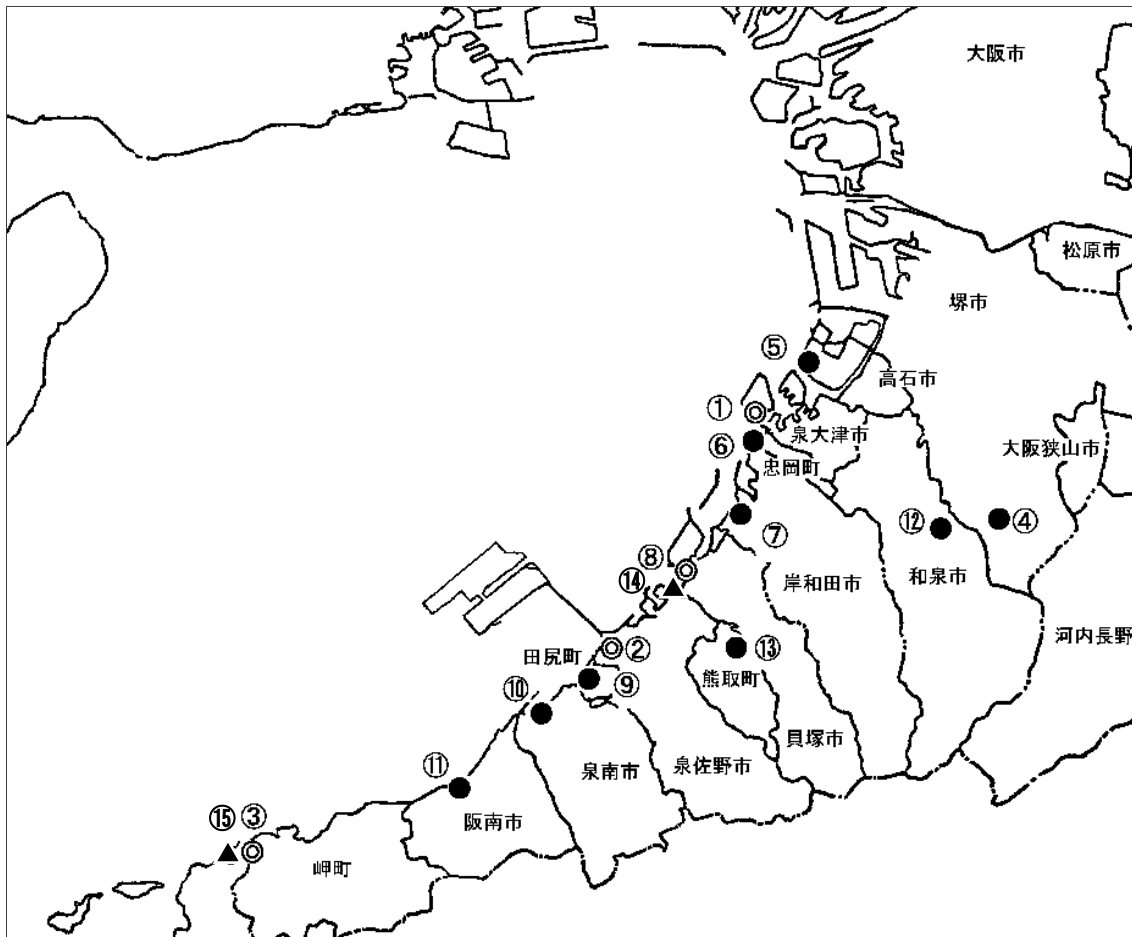 大阪市
松原市
堺市
⑤
高石市
①
泉大津市
⑥
大阪狭山市
忠岡町
⑫
④
⑦
⑧
⑭
岸和田市
和泉市
河内長野
⑬
田尻町
②
熊取町
⑨
⑩
貝塚市
泉南市
泉佐野市
⑪
⑮
③
阪南市
岬町